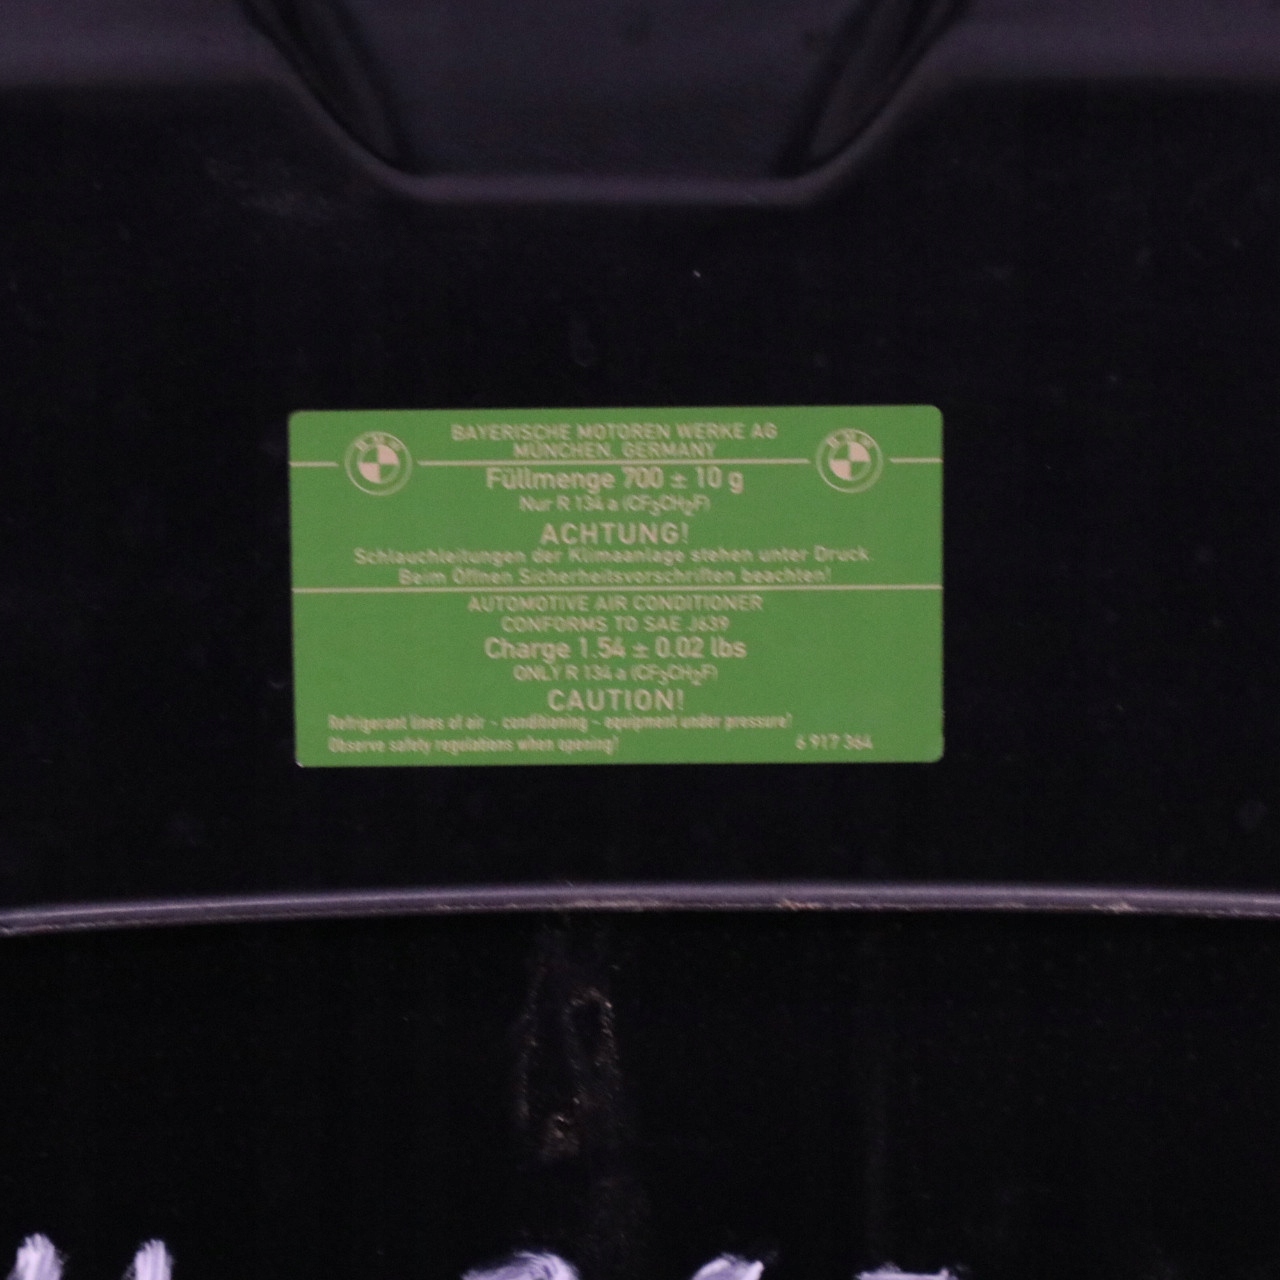 BAYERISCHE MOTOREN WERKE AG
MÜNCHEN, GERMANY
Füllmenge 700 ± 10 g
Nur R 134 a (CF₃CH₂F)
ACHTUNG!
Schlauchleitungen der Klimaanlage stehen unter Druck.
Beim Öffnen Sicherheitsvorschriften beachten!
AUTOMOTIVE AIR CONDITIONER
CONFORMS TO SAE J639
Charge 1.54 ± 0.02 lbs
ONLY R 134 a (CF₃CH₂F)
CAUTION!
Refrigerant lines of air - conditioning - equipment under pressure!
Observe safety regulations when opening!
6 917 364